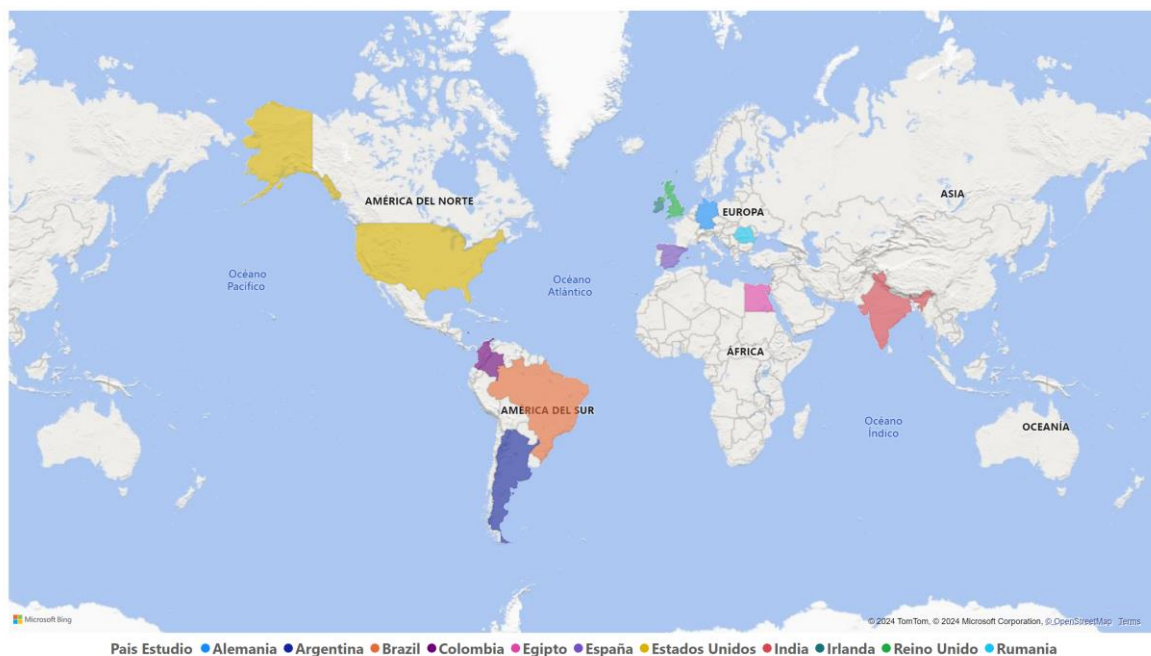 AMÉRICA DEL NORTE
EUROPA
ASIA
Océano
Pacífico
Océano
Atlántico
ÁFRICA
AMÉRICA DEL SUR
Océano
Índico
OCEANÍA
Microsoft Bing
© 2024 TomTom, © 2024 Microsoft Corporation, © OpenStreetMap Terms
Pais Estudio Alemania Argentina Brazil Colombia Egipto España Estados Unidos India Irlanda Reino Unido Rumania